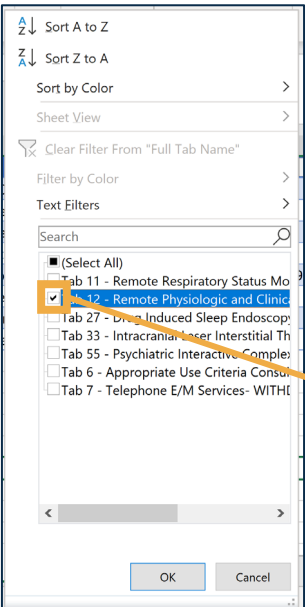 Sort A to Z
Sort Z to A
Sort by Color
Sheet View
Clear Filter From "Full Tab Name"
Filter by Color
Text Filters
Search
(Select All)
Tab 11 - Remote Respiratory Status Mo
Tab 12 - Remote Physiologic and Clinica
Tab 27 - Drug Induced Sleep Endoscopy
Tab 33 - Intracranial Laser Interstitial Th
Tab 55 - Psychiatric Interactive Complex
Tab 6 - Appropriate Use Criteria Consul
Tab 7 - Telephone E/M Services- WITHD
OK Cancel